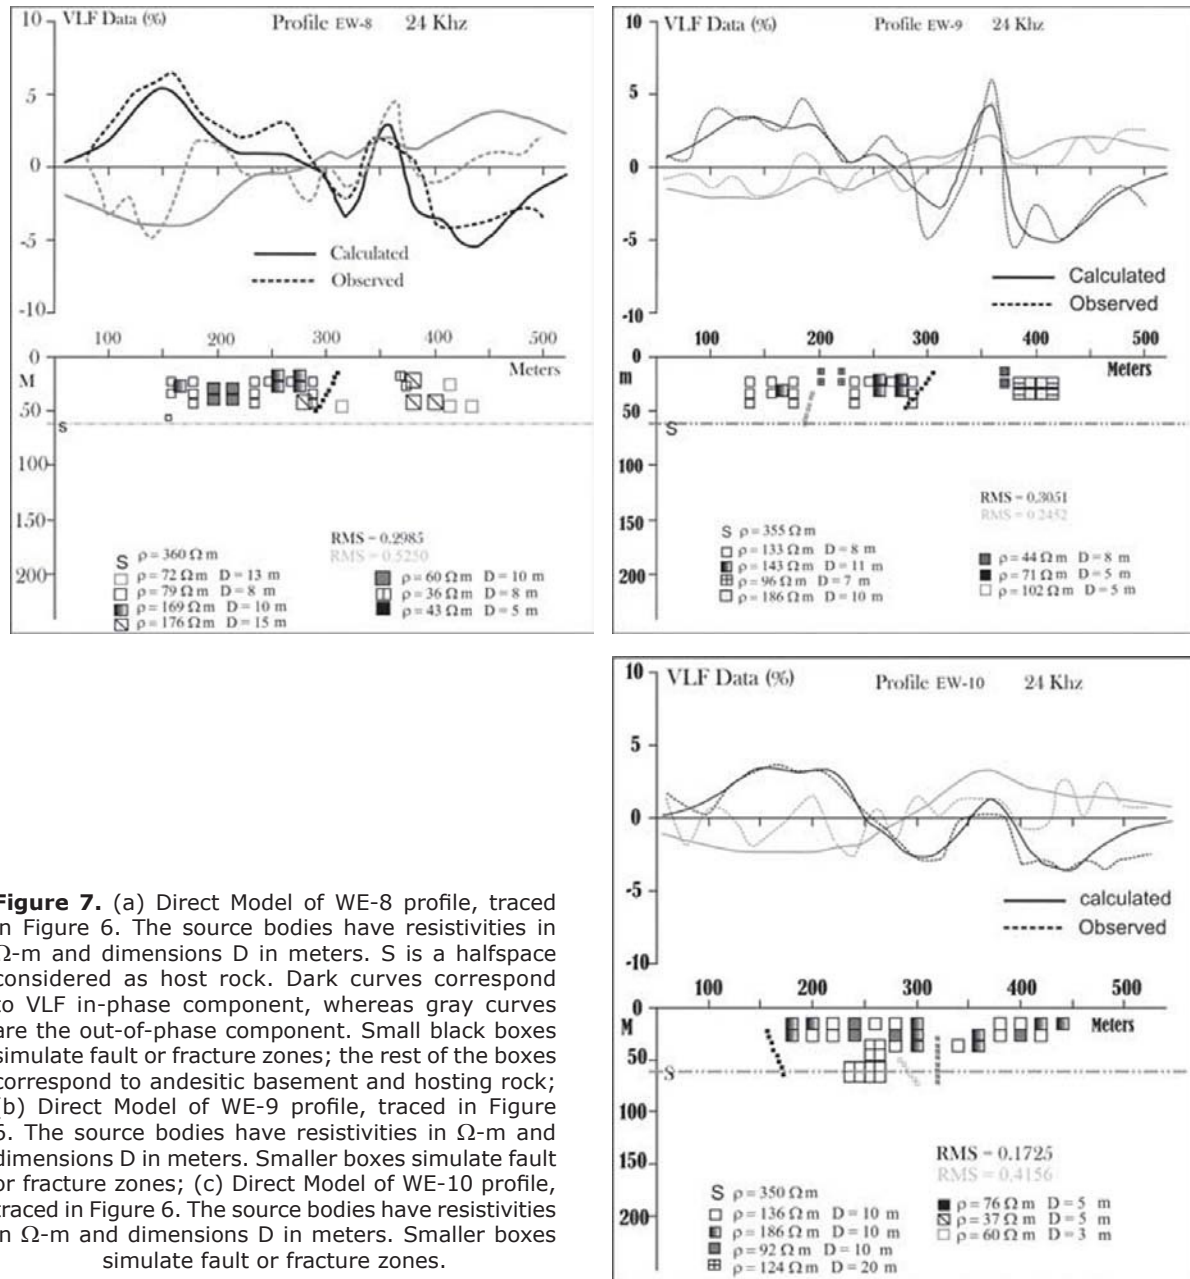 VLF Data (%) Profile EW-8 24 Khz
10
5
0
-5
-10
Calculated
Observed
100 200 300 400 500
Meters
0
M
50
S
100
150
200
RMS = 0.2985
RMS = 0.5250
S ρ = 360 Ω m
ρ = 72 Ω m D = 13 m
ρ = 79 Ω m D = 8 m
ρ = 169 Ω m D = 10 m
ρ = 176 Ω m D = 15 m
ρ = 60 Ω m D = 10 m
ρ = 36 Ω m D = 8 m
ρ = 43 Ω m D = 5 m
VLF Data (%) Profile EW-9 24 Khz
10
5
0
-5
-10
Calculated
Observed
100 200 300 400 500
Meters
0
m
50
S
100
150
200
RMS = 0.3051
RMS = 0.2452
S ρ = 355 Ω m
ρ = 133 Ω m D = 8 m
ρ = 143 Ω m D = 11 m
ρ = 96 Ω m D = 7 m
ρ = 186 Ω m D = 10 m
ρ = 44 Ω m D = 8 m
ρ = 71 Ω m D = 5 m
ρ = 102 Ω m D = 5 m
VLF Data (%) Profile EW-10 24 Khz
10
5
0
-5
-10
calculated
Observed
100 200 300 400 500
Meters
0
M
50
S
100
150
200
RMS = 0.1725
RMS = 0.4156
S ρ = 350 Ω m
ρ = 136 Ω m D = 10 m
ρ = 186 Ω m D = 10 m
ρ = 92 Ω m D = 10 m
ρ = 124 Ω m D = 20 m
ρ = 76 Ω m D = 5 m
ρ = 37 Ω m D = 5 m
ρ = 60 Ω m D = 3 m
Figure 7. (a) Direct Model of WE-8 profile, traced
in Figure 6. The source bodies have resistivities in
Ω-m and dimensions D in meters. S is a halfspace
considered as host rock. Dark curves correspond
to VLF in-phase component, whereas gray curves
are the out-of-phase component. Small black boxes
simulate fault or fracture zones; the rest of the boxes
correspond to andesitic basement and hosting rock;
(b) Direct Model of WE-9 profile, traced in Figure
6. The source bodies have resistivities in Ω-m and
dimensions D in meters. Smaller boxes simulate fault
or fracture zones; (c) Direct Model of WE-10 profile,
traced in Figure 6. The source bodies have resistivities
in Ω-m and dimensions D in meters. Smaller boxes
simulate fault or fracture zones.